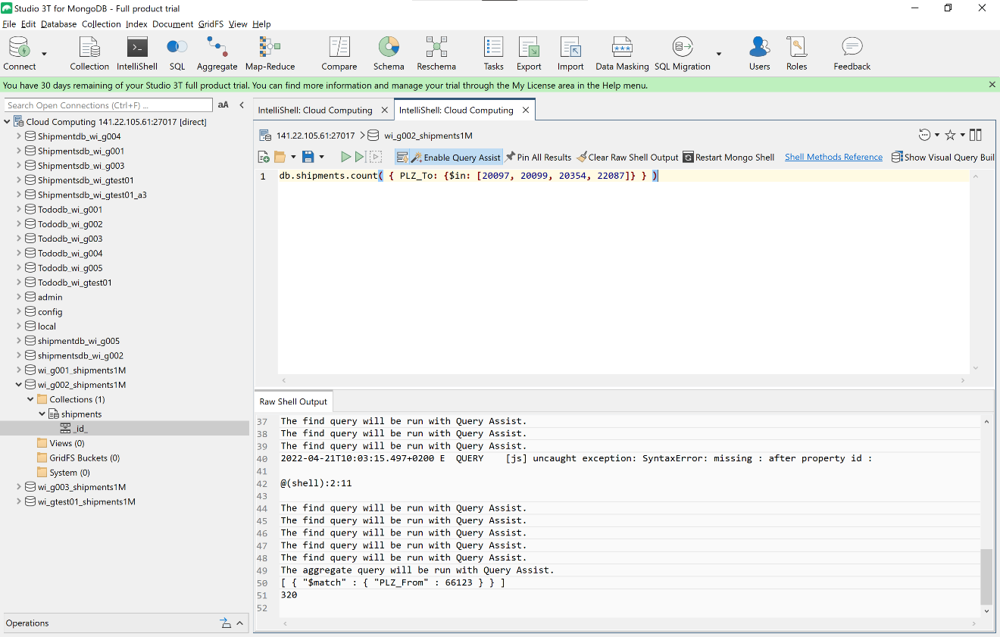 Studio 3T for MongoDB - Full product trial
File Edit Database Collection Index Document GridFS View Help
Connect Collection IntelliShell SQL Aggregate Map-Reduce Compare Schema Reschema Tasks Export Import Data Masking SQL Migration Users Roles Feedback
You have 30 days remaining of your Studio 3T full product trial. You can find more information and manage your trial through the My License area in the Help menu.
Search Open Connections (Ctrl+F) ... aA
Cloud Computing 141.22.105.61:27017 [direct]
Shipmentdb_wi_g004
Shipmentsdb_wi_g001
Shipmentsdb_wi_g003
Shipmentsdb_wi_gtest01
Shipmentsdb_wi_gtest01_a3
Tododb_wi_g001
Tododb_wi_g002
Tododb_wi_g003
Tododb_wi_g004
Tododb_wi_g005
Tododb_wi_gtest01
admin
config
local
shipmentdb_wi_g005
shipmentsdb_wi_g002
wi_g001_shipments1M
wi_g002_shipments1M
Collections (1)
shipments
_id_
Views (0)
GridFS Buckets (0)
System (0)
wi_g003_shipments1M
wi_gtest01_shipments1M
Operations
IntelliShell: Cloud Computing IntelliShell: Cloud Computing
141.22.105.61:27017 wi_g002_shipments1M
Enable Query Assist Pin All Results Clear Raw Shell Output Restart Mongo Shell Shell Methods Reference Show Visual Query Buil
1 db.shipments.count( { PLZ_To: {$in: [20097, 20099, 20354, 22087]} } )
Raw Shell Output
37 The find query will be run with Query Assist.
38 The find query will be run with Query Assist.
39 The find query will be run with Query Assist.
40 2022-04-21T10:03:15.497+0200 E QUERY [js] uncaught exception: SyntaxError: missing : after property id :
41
42 @(shell):2:11
43
44 The find query will be run with Query Assist.
45 The find query will be run with Query Assist.
46 The find query will be run with Query Assist.
47 The find query will be run with Query Assist.
48 The find query will be run with Query Assist.
49 The aggregate query will be run with Query Assist.
50 [ { "$match" : { "PLZ_From" : 66123 } } ]
51 320
52